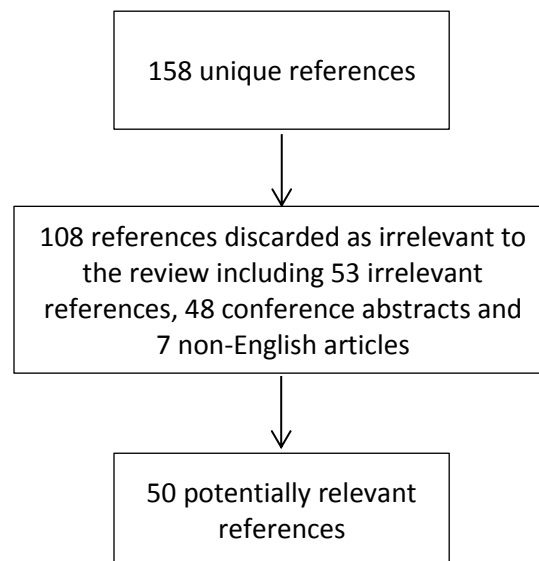 158 unique references
108 references discarded as irrelevant to
the review including 53 irrelevant
references, 48 conference abstracts and
7 non-English articles
50 potentially relevant
references